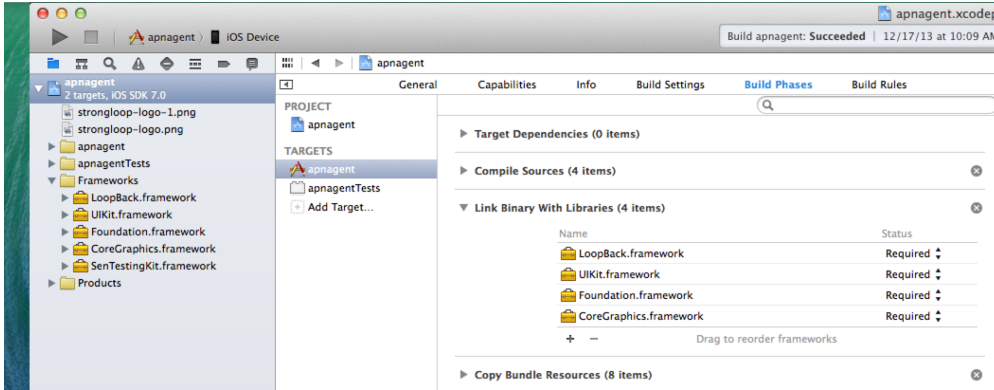 apnagent.xcodep
apnagent
iOS Device
Build apnagent: Succeeded | 12/17/13 at 10:09 AM
apnagent
apnagent
2 targets, iOS SDK 7.0
strongloop-logo-1.png
strongloop-logo.png
apnagent
apnagentTests
Frameworks
LoopBack.framework
UIKit.framework
Foundation.framework
CoreGraphics.framework
SenTestingKit.framework
Products
General Capabilities Info Build Settings Build Phases Build Rules
PROJECT
apnagent
TARGETS
apnagent
apnagentTests
Add Target...
Target Dependencies (0 items)
Compile Sources (4 items)
Link Binary With Libraries (4 items)
Name Status
LoopBack.framework Required
UIKit.framework Required
Foundation.framework Required
CoreGraphics.framework Required
+ − Drag to reorder frameworks
Copy Bundle Resources (8 items)